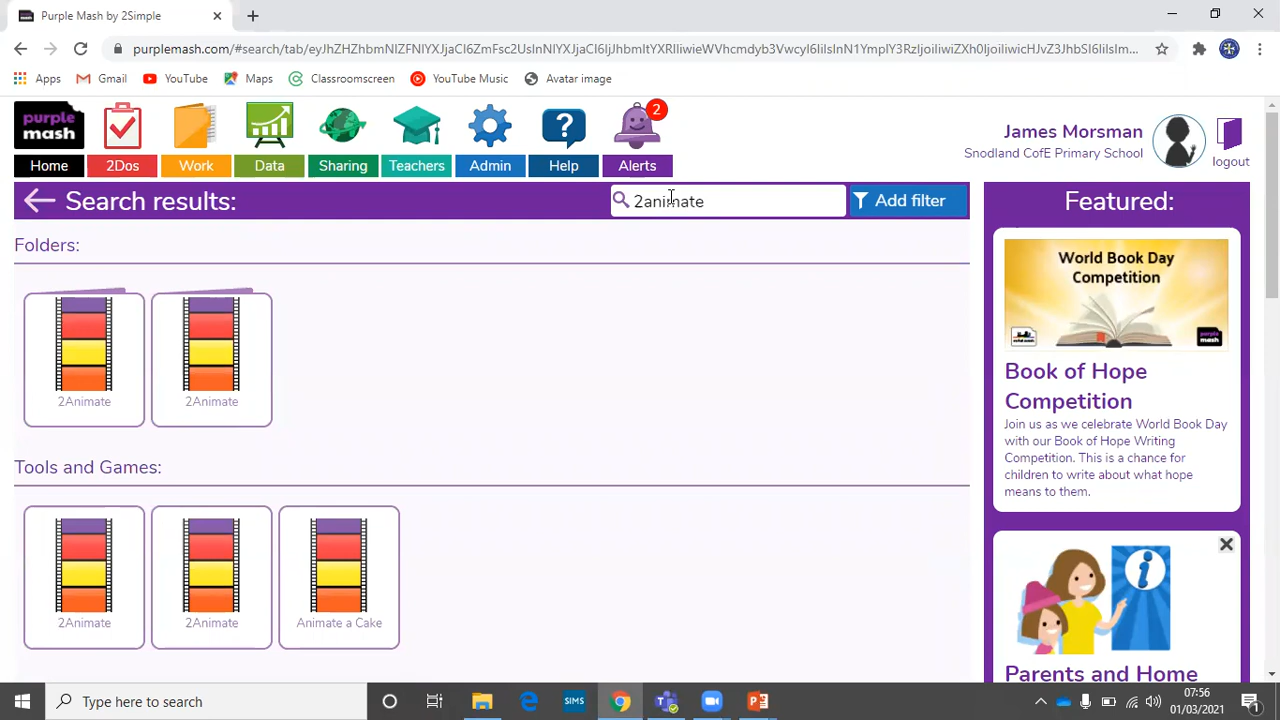 Purple Mash by 2Simple
purplemash.com/#search/tab/
Apps Gmail YouTube Maps Classroomscreen YouTube Music Avatar image
purple mash
2
Home 2Dos Work Data Sharing Teachers Admin Help Alerts
James Morsman
Snodland CofE Primary School
logout
Search results:
2animate
Add filter
Featured:
Folders:
World Book Day
Competition
2Animate 2Animate
Book of Hope
Competition
Join us as we celebrate World Book Day
with our Book of Hope Writing
Competition. This is a chance for
children to write about what hope
means to them.
Tools and Games:
2Animate 2Animate Animate a Cake
Parents and Home
Type here to search
SIMS
07:56
01/03/2021
1